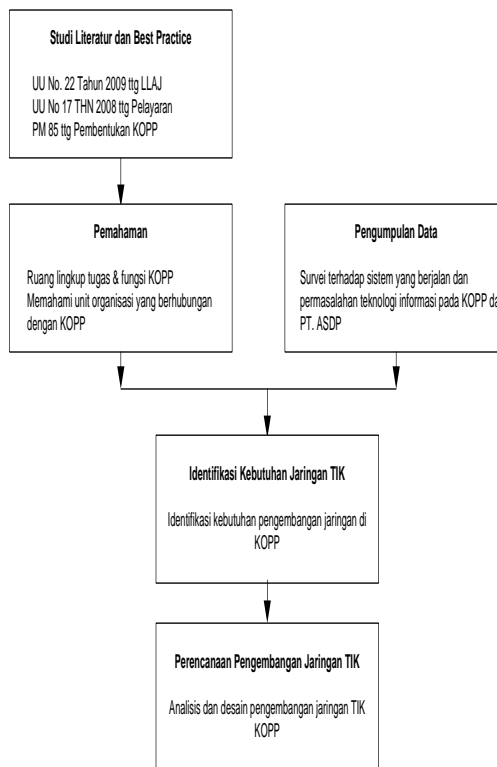 Studi Literatur dan Best Practice
UU No. 22 Tahun 2009 ttg LLAJ
UU No 17 THN 2008 ttg Pelayaran
PM 85 ttg Pembentukan KOPP
Pemahaman
Ruang lingkup tugas & fungsi KOPP
Memahami unit organisasi yang berhubungan
dengan KOPP
Pengumpulan Data
Survei terhadap sistem yang berjalan dan
permasalahan teknologi informasi pada KOPP da
PT. ASDP
Identifikasi Kebutuhan Jaringan TIK
Identifikasi kebutuhan pengembangan jaringan di
KOPP
Perencanaan Pengembangan Jaringan TIK
Analisis dan desain pengembangan jaringan TIK
KOPP